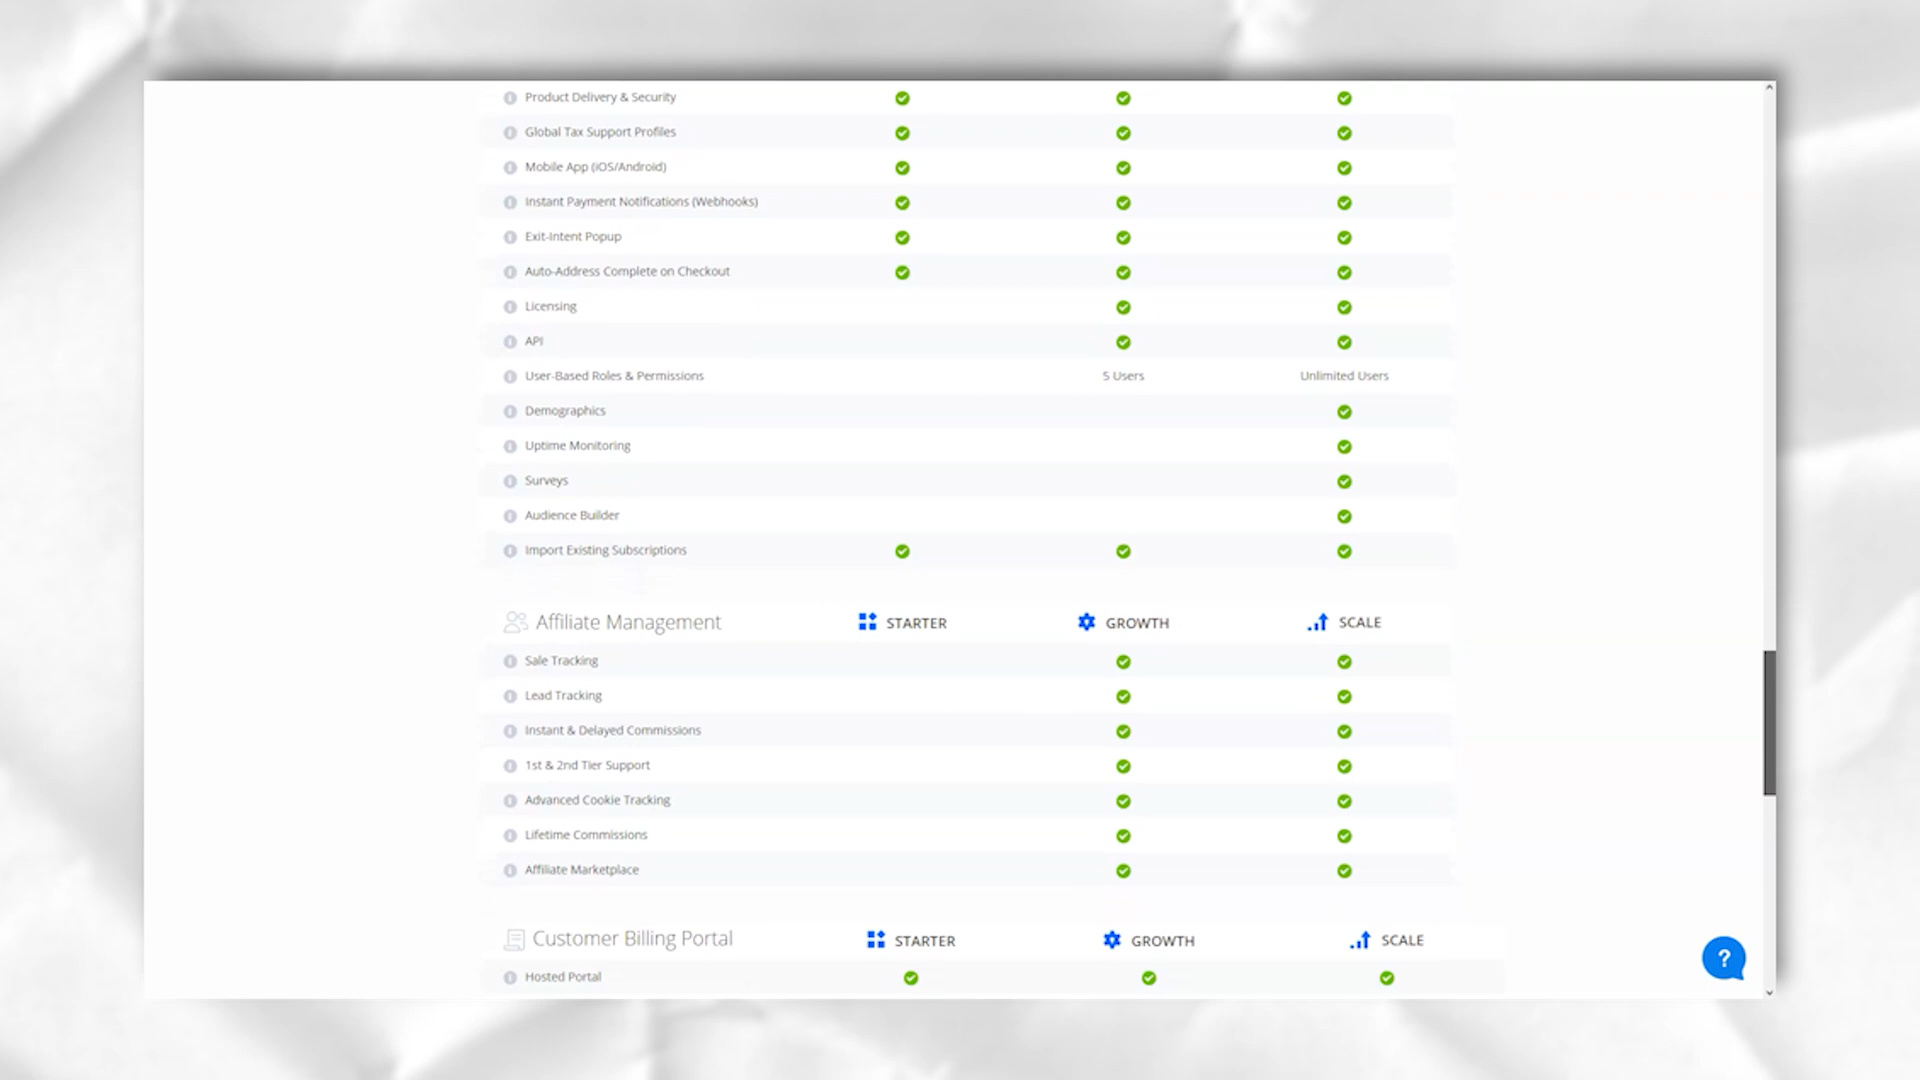 Product Delivery & Security
Global Tax Support Profiles
Mobile App (iOS/Android)
Instant Payment Notifications (Webhooks)
Exit-Intent Popup
Auto-Address Complete on Checkout
Licensing
API
User-Based Roles & Permissions 5 Users Unlimited Users
Demographics
Uptime Monitoring
Surveys
Audience Builder
Import Existing Subscriptions
Affiliate Management STARTER GROWTH SCALE
Sale Tracking
Lead Tracking
Instant & Delayed Commissions
1st & 2nd Tier Support
Advanced Cookie Tracking
Lifetime Commissions
Affiliate Marketplace
Customer Billing Portal STARTER GROWTH SCALE
Hosted Portal
?